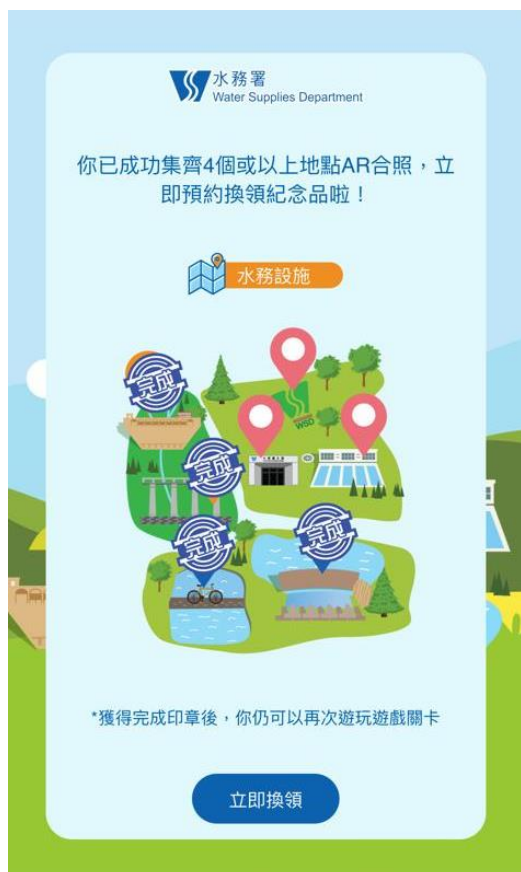 水務署
Water Supplies Department
你已成功集齊4個或以上地點AR合照，立
即預約換領紀念品啦！
水務設施
完成
WSD
完成
完成
完成
*獲得完成印章後，你仍可以再次遊玩遊戲關卡
立即換領